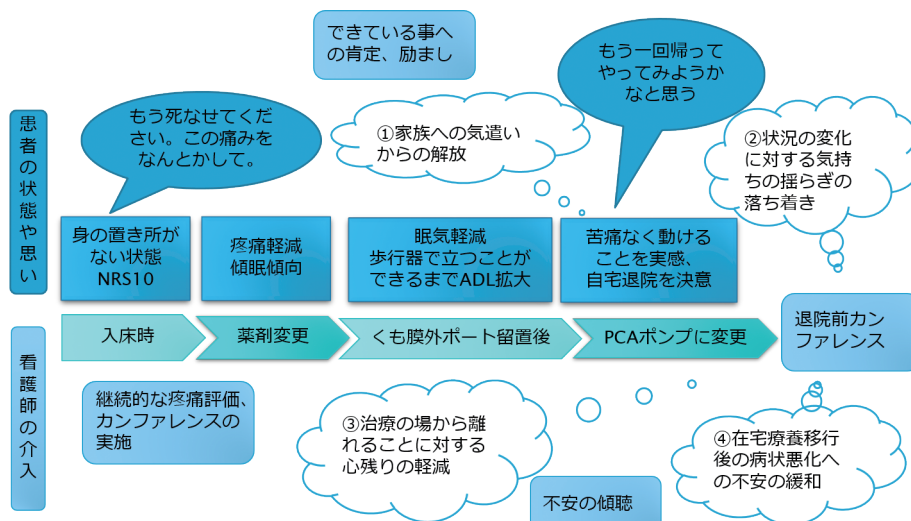 できている事へ
の肯定、励まし
もう一回帰って
やってみようか
なと思う
もう死なせてくだ
さい。この痛みを
なんとかして。
①家族への気遣い
からの解放
②状況の変化
に対する気持
ちの揺らぎの
落ち着き
患者の状態や思い
身の置き所が
ない状態
NRS10
疼痛軽減
傾眠傾向
眠気軽減
歩行器で立つことが
できるまでADL拡大
苦痛なく動ける
ことを実感、
自宅退院を決意
入床時
薬剤変更
くも膜外ポート留置後
PCAポンプに変更
退院前カン
ファレンス
看護師の介入
継続的な疼痛評価、
カンファレンスの
実施
③治療の場から離
れることに対する
心残りの軽減
④在宅療養移行
後の病状悪化へ
の不安の緩和
不安の傾聴